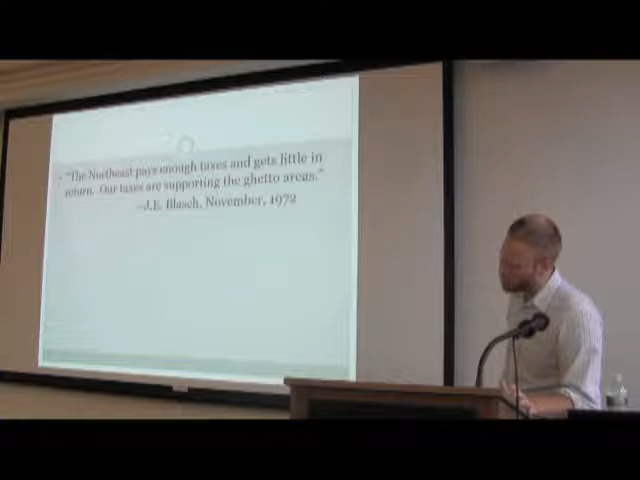 "The Northeast pays enough taxes and gets little in
return. Our taxes are supporting the ghetto areas."
–J.E. Blasch, November, 1972